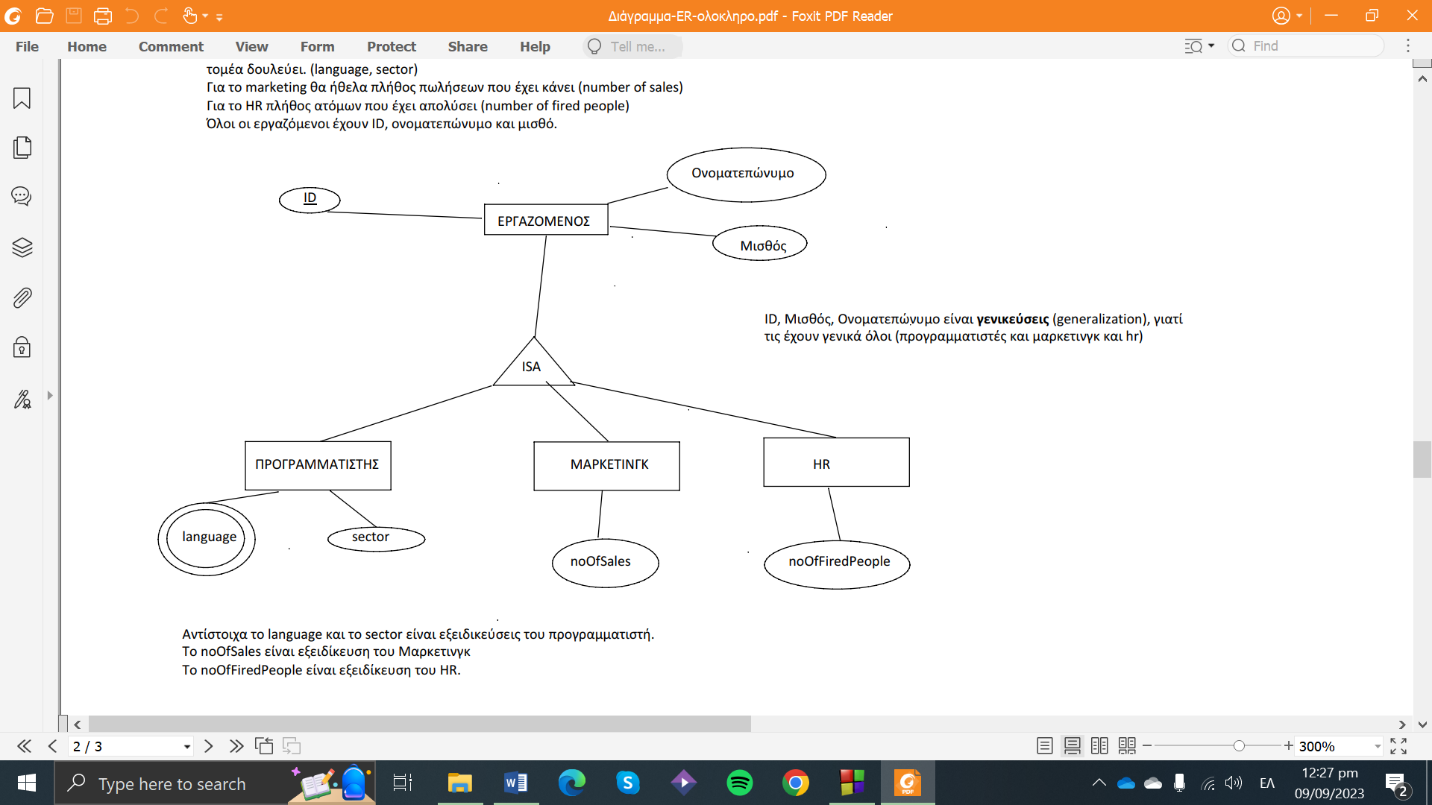 Διάγραμμα-ER-ολοκληρο.pdf - Foxit PDF Reader
File Home Comment View Form Protect Share Help Tell me... Find
τομέα δουλεύει. (language, sector)
Για το marketing θα ήθελα πλήθος πωλήσεων που έχει κάνει (number of sales)
Για το HR πλήθος ατόμων που έχει απολύσει (number of fired people)
Όλοι οι εργαζόμενοι έχουν ID, ονοματεπώνυμο και μισθό.
Ονοματεπώνυμο
ID
ΕΡΓΑΖΟΜΕΝΟΣ
Μισθός
ID, Μισθός, Ονοματεπώνυμο είναι γενικεύσεις (generalization), γιατί
τις έχουν γενικά όλοι (προγραμματιστές και μαρκετινγκ και hr)
ISA
ΠΡΟΓΡΑΜΜΑΤΙΣΤΗΣ
ΜΑΡΚΕΤΙΝΓΚ
HR
language
sector
noOfSales
noOfFiredPeople
Αντίστοιχα το language και το sector είναι εξειδικεύσεις του προγραμματιστή.
Το noOfSales είναι εξειδίκευση του Μαρκετινγκ
Το noOfFiredPeople είναι εξειδίκευση του HR.
2 / 3
300%
Type here to search
ΕΛ
12:27 pm
09/09/2023
2